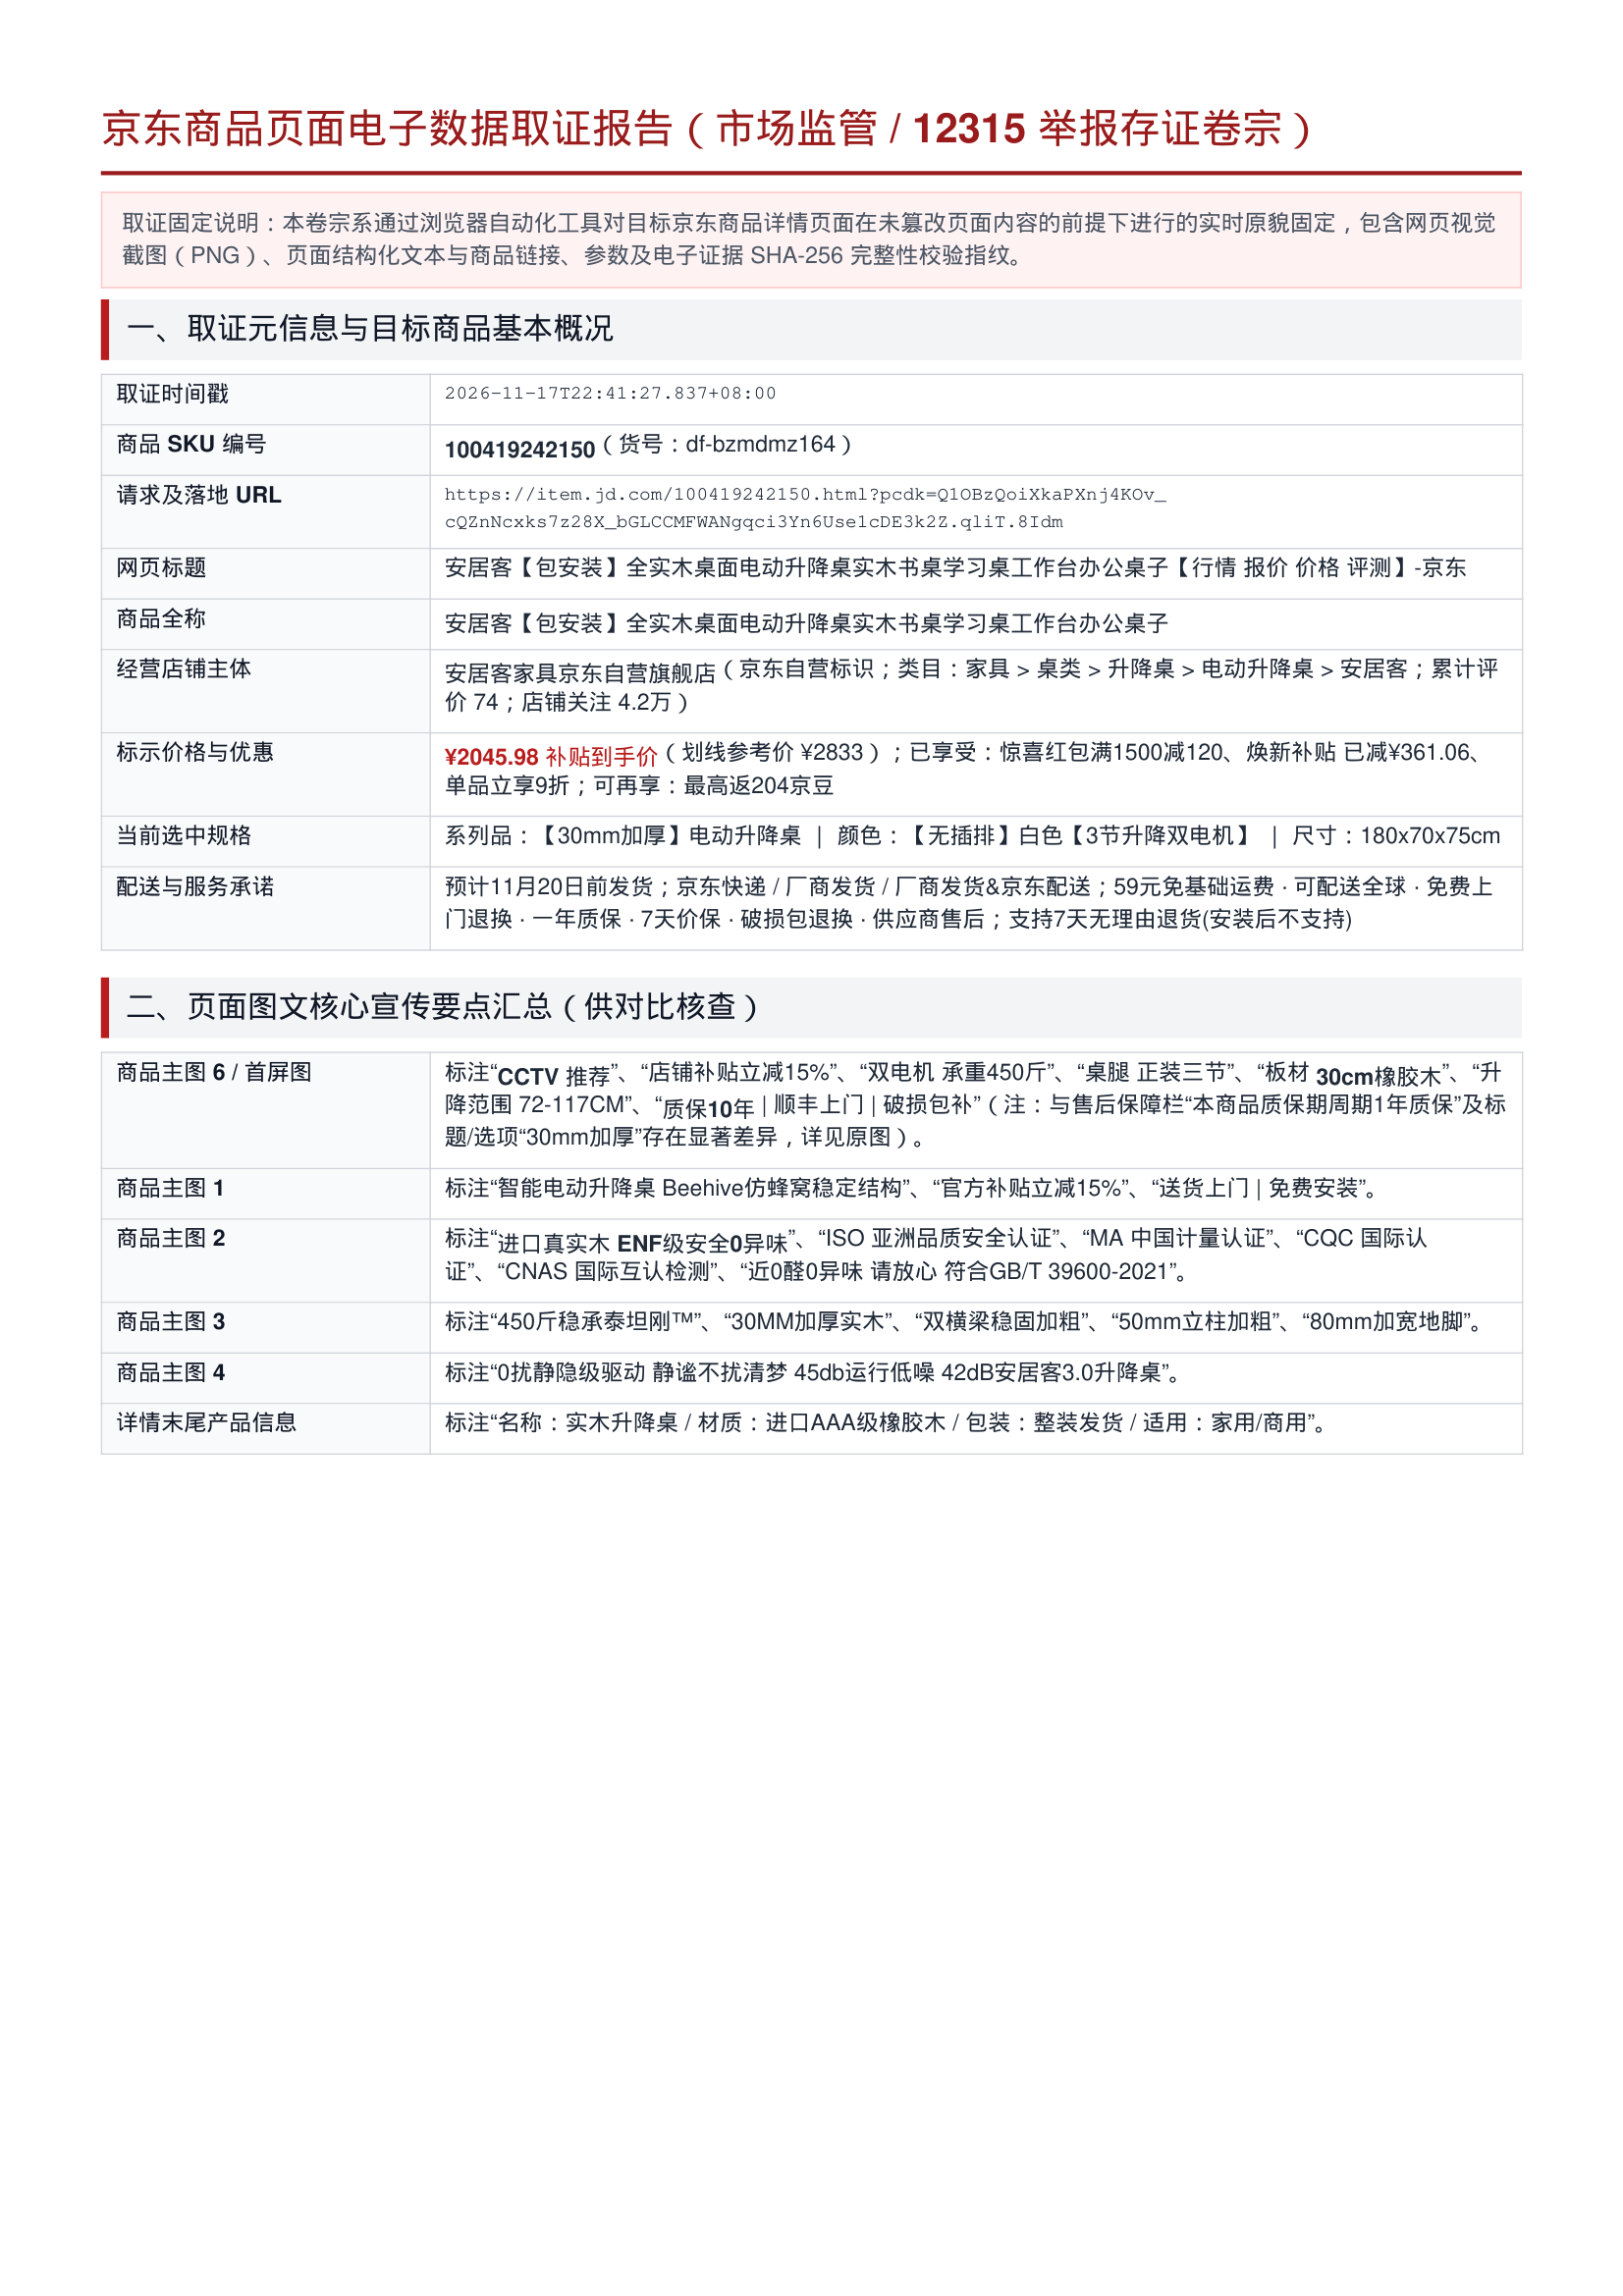 京东商品页面电子数据取证报告（市场监管 / 12315 举报存证卷宗）
取证固定说明：本卷宗系通过浏览器自动化工具对目标京东商品详情页面在未篡改页面内容的前提下进行的实时原貌固定，包含网页视觉
截图（PNG）、页面结构化文本与商品链接、参数及电子证据 SHA-256 完整性校验指纹。
一、取证元信息与目标商品基本概况
取证时间戳
2026-11-17T22:41:27.837+08:00
商品 SKU 编号
100419242150（货号：df-bzmdmz164）
请求及落地 URL
https://item.jd.com/100419242150.html?pcdk=Q1OBzQoiXkaPXnj4KOv_
cQZnNcxks7z28X_bGLCCMFWANgqci3Yn6Use1cDE3k2Z.qliT.8Idm
网页标题
安居客【包安装】全实木桌面电动升降桌实木书桌学习桌工作台办公桌子【行情 报价 价格 评测】-京东
商品全称
安居客【包安装】全实木桌面电动升降桌实木书桌学习桌工作台办公桌子
经营店铺主体
安居客家具京东自营旗舰店（京东自营标识；类目：家具 > 桌类 > 升降桌 > 电动升降桌 > 安居客；累计评
价 74；店铺关注 4.2万）
标示价格与优惠
¥2045.98 补贴到手价（划线参考价 ¥2833）；已享受：惊喜红包满1500减120、焕新补贴 已减¥361.06、
单品立享9折；可再享：最高返204京豆
当前选中规格
系列品：【30mm加厚】电动升降桌 | 颜色：【无插排】白色【3节升降双电机】 | 尺寸：180x70x75cm
配送与服务承诺
预计11月20日前发货；京东快递 / 厂商发货 / 厂商发货&京东配送；59元免基础运费 · 可配送全球 · 免费上
门退换 · 一年质保 · 7天价保 · 破损包退换 · 供应商售后；支持7天无理由退货(安装后不支持)
二、页面图文核心宣传要点汇总（供对比核查）
商品主图 6 / 首屏图
标注“CCTV 推荐”、“店铺补贴立减15%”、“双电机 承重450斤”、“桌腿 正装三节”、“板材 30cm橡胶木”、“升
降范围 72-117CM”、“质保10年 | 顺丰上门 | 破损包补”（注：与售后保障栏“本商品质保期周期1年质保”及标
题/选项“30mm加厚”存在显著差异，详见原图）。
商品主图 1
标注“智能电动升降桌 Beehive仿蜂窝稳定结构”、“官方补贴立减15%”、“送货上门 | 免费安装”。
商品主图 2
标注“进口真实木 ENF级安全0异味”、“ISO 亚洲品质安全认证”、“MA 中国计量认证”、“CQC 国际认
证”、“CNAS 国际互认检测”、“近0醛0异味 请放心 符合GB/T 39600-2021”。
商品主图 3
标注“450斤稳承泰坦刚™”、“30MM加厚实木”、“双横梁稳固加粗”、“50mm立柱加粗”、“80mm加宽地脚”。
商品主图 4
标注“0扰静隐级驱动 静谧不扰清梦 45db运行低噪 42dB安居客3.0升降桌”。
详情末尾产品信息
标注“名称：实木升降桌 / 材质：进口AAA级橡胶木 / 包装：整装发货 / 适用：家用/商用”。